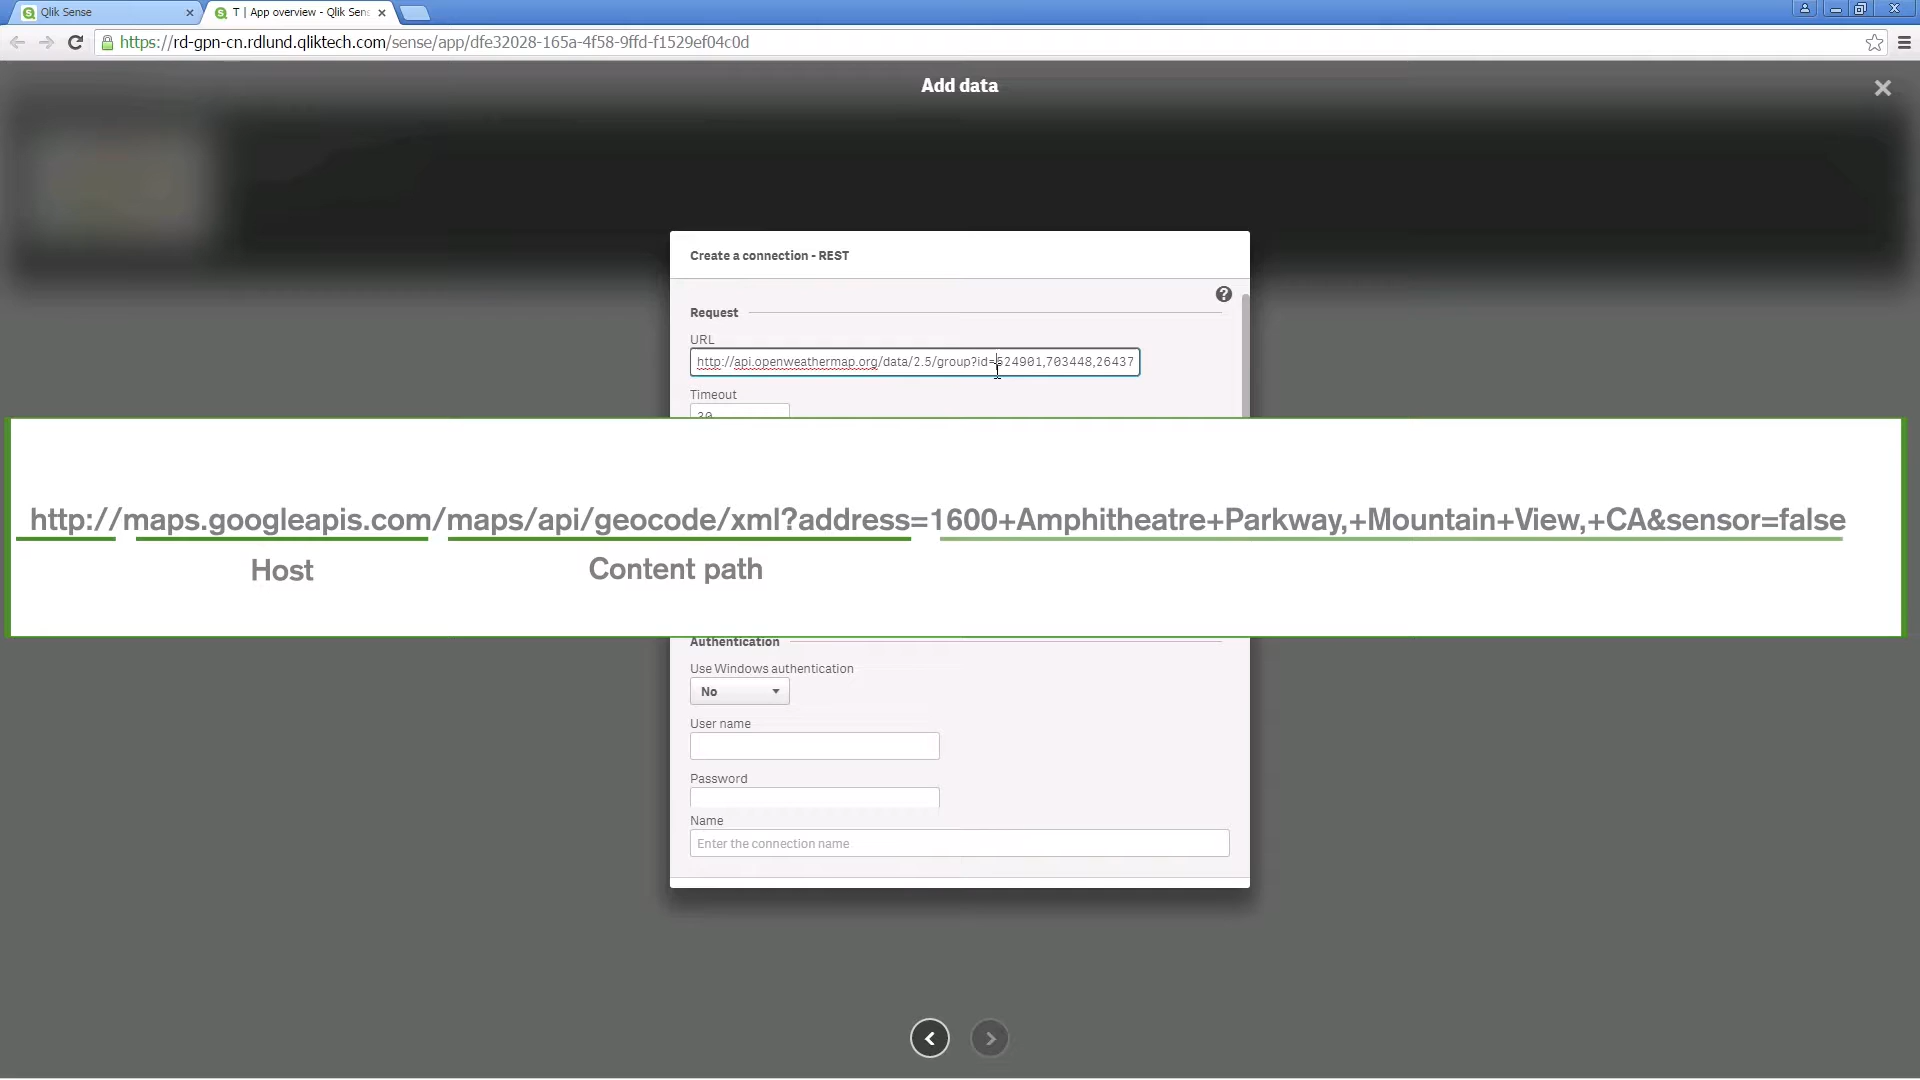 Qlik Sense
T | App overview - Qlik Sens
https://rd-gpn-cn.rdlund.qliktech.com/sense/app/dfe32028-165a-4f58-9ffd-f1529ef04c0d
Add data
Create a connection - REST
Request
URL
http://api.openweathermap.org/data/2.5/group?id=524901,703448,26437
Timeout
30
http://maps.googleapis.com/maps/api/geocode/xml?address=1600+Amphitheatre+Parkway,+Mountain+View,+CA&sensor=false
Host
Content path
Authentication
Use Windows authentication
No
User name
Password
Name
Enter the connection name